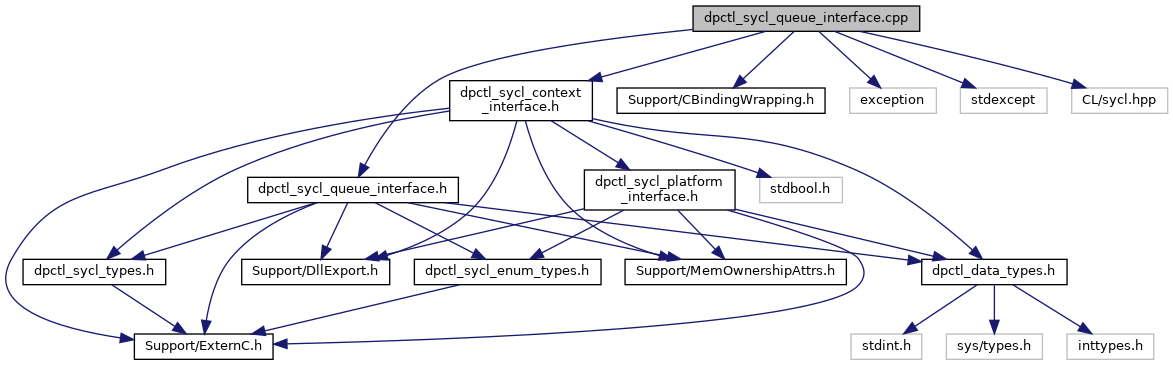 dpctl_sycl_queue_interface.cpp
dpctl_sycl_context
_interface.h
Support/CBindingWrapping.h
exception
stdexcept
CL/sycl.hpp
dpctl_sycl_queue_interface.h
dpctl_sycl_platform
_interface.h
stdbool.h
dpctl_sycl_types.h
Support/DllExport.h
dpctl_sycl_enum_types.h
Support/MemOwnershipAttrs.h
dpctl_data_types.h
Support/ExternC.h
stdint.h
sys/types.h
inttypes.h